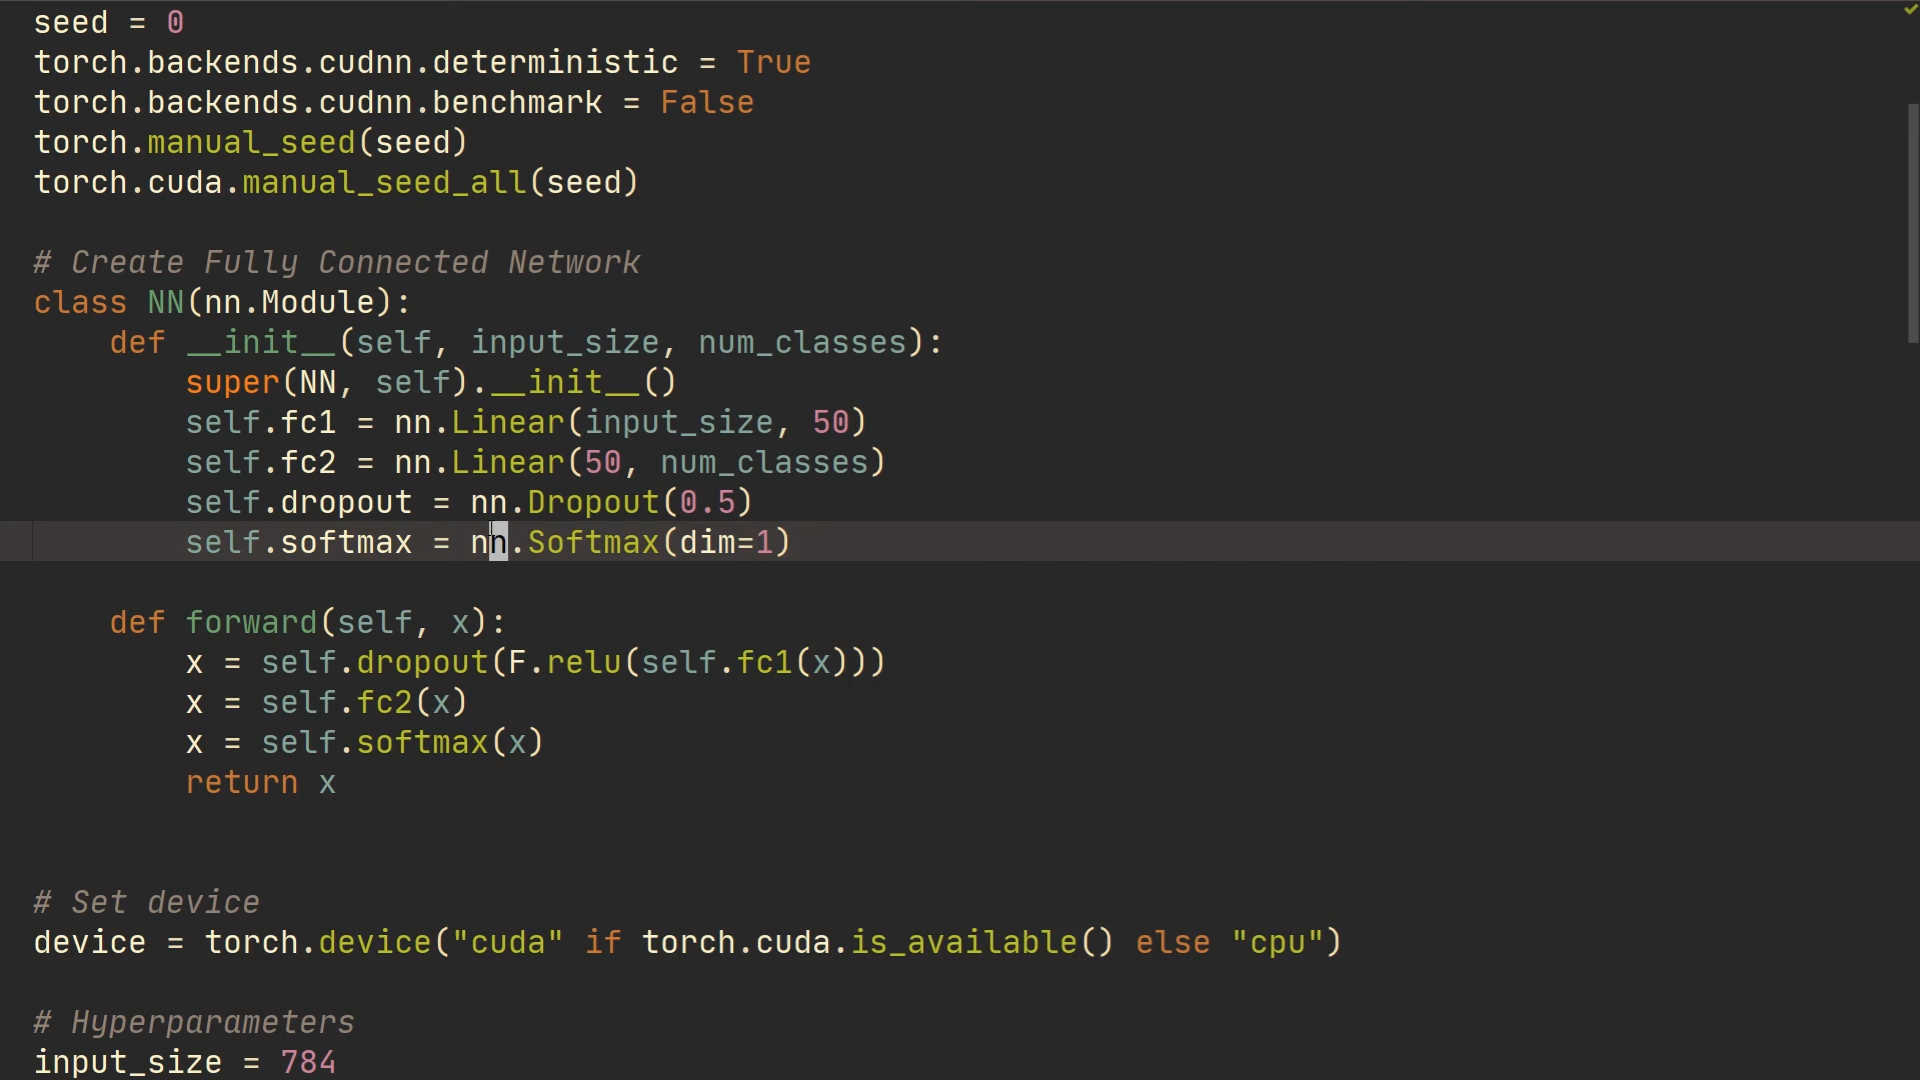 seed = 0
torch.backends.cudnn.deterministic = True
torch.backends.cudnn.benchmark = False
torch.manual_seed(seed)
torch.cuda.manual_seed_all(seed)
# Create Fully Connected Network
class NN(nn.Module):
def __init__(self, input_size, num_classes):
super(NN, self).__init__()
self.fc1 = nn.Linear(input_size, 50)
self.fc2 = nn.Linear(50, num_classes)
self.dropout = nn.Dropout(0.5)
self.softmax = nn.Softmax(dim=1)
def forward(self, x):
x = self.dropout(F.relu(self.fc1(x)))
x = self.fc2(x)
x = self.softmax(x)
return x
# Set device
device = torch.device("cuda" if torch.cuda.is_available() else "cpu")
# Hyperparameters
input_size = 784